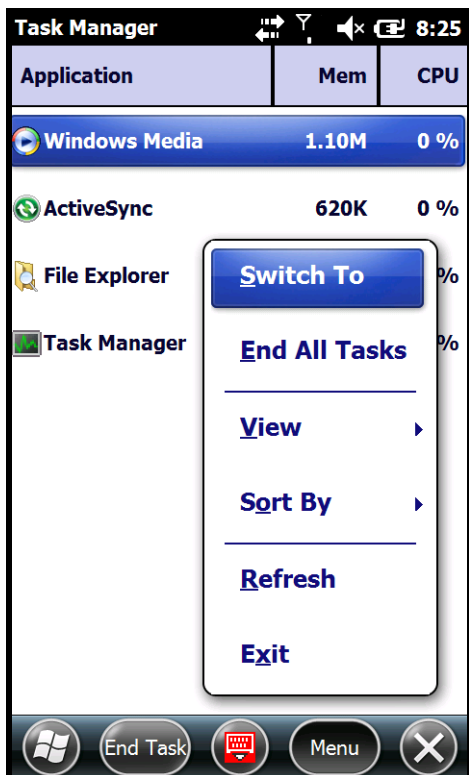 Task Manager 8:25
Application Mem CPU
Windows Media 1.10M 0 %
ActiveSync 620K 0 %
File Explorer %
Task Manager %
Switch To
End All Tasks
View
Sort By
Refresh
Exit
End Task Menu